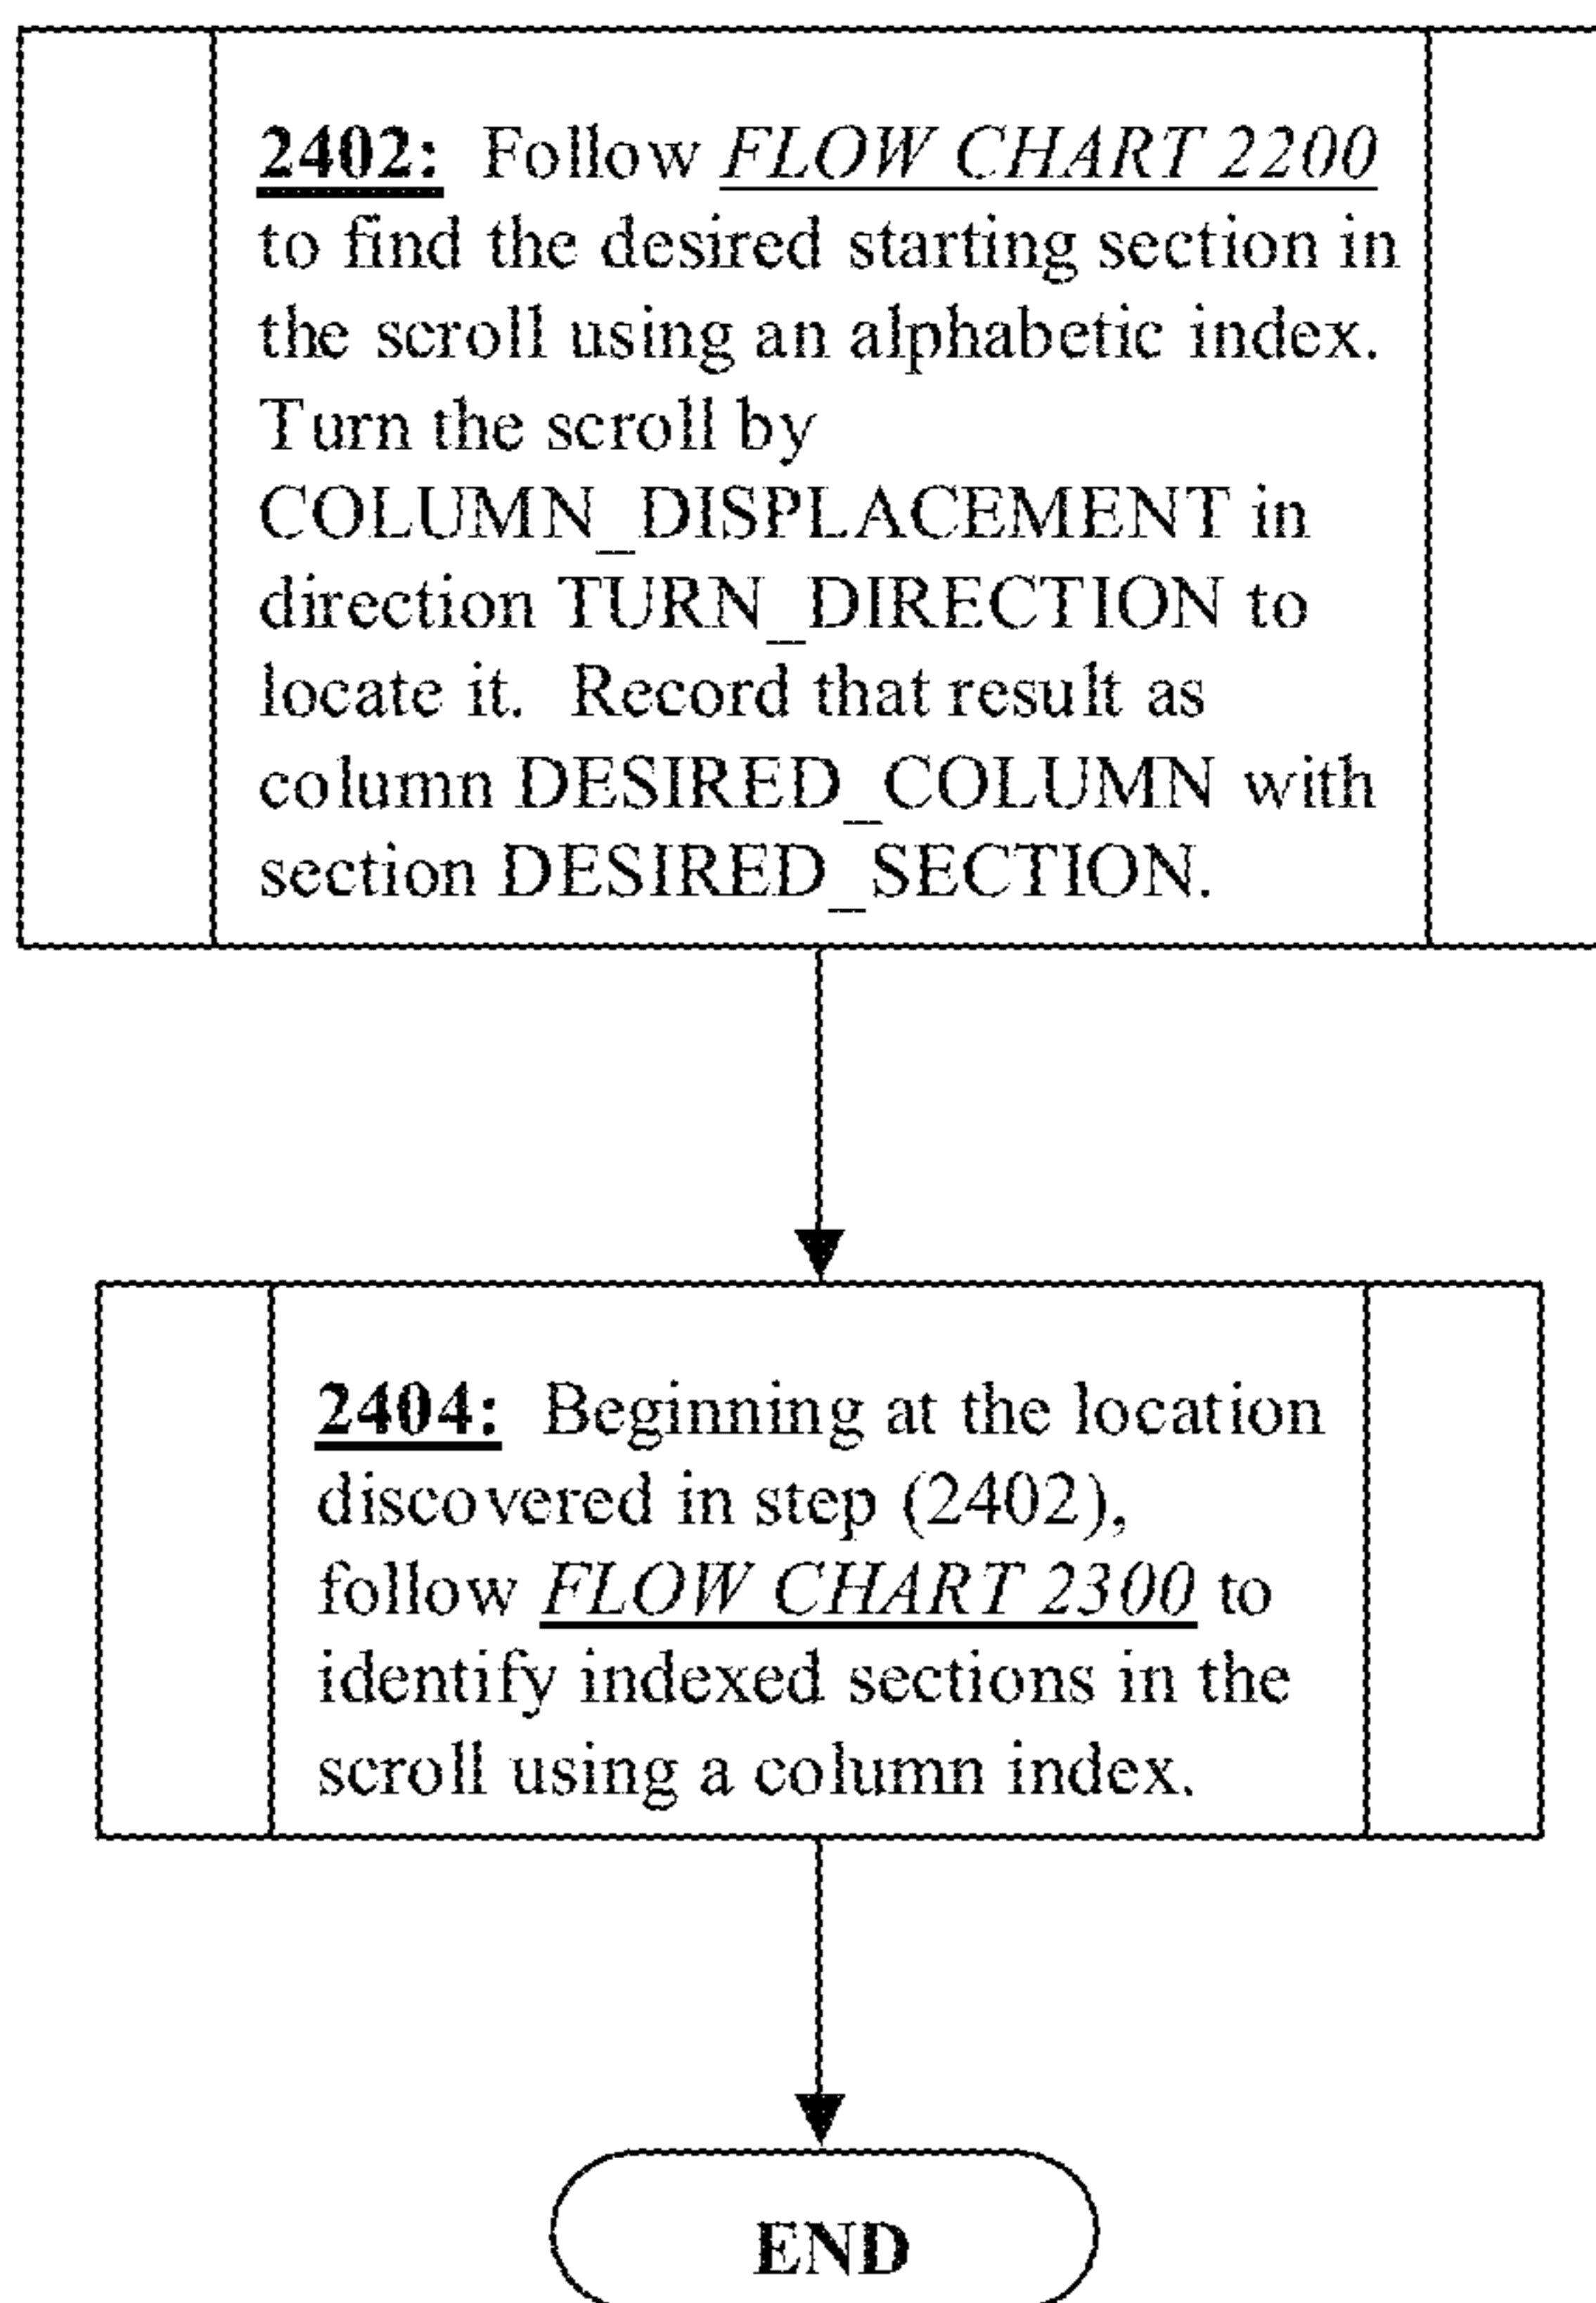 2402: Follow FLOW CHART 2200
to find the desired starting section in
the scroll using an alphabetic index.
Turn the scroll by
COLUMN_DISPLACEMENT in
direction TURN_DIRECTION to
locate it. Record that result as
column DESIRED_COLUMN with
section DESIRED_SECTION.
2404: Beginning at the location
discovered in step (2402),
follow FLOW CHART 2300 to
identify indexed sections in the
scroll using a column index.
END